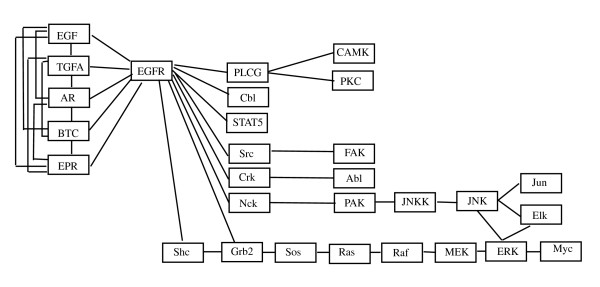 EGF
CAMK
TGFA
EGFR
PLCG
PKC
AR
Cbl
STAT5
BTC
Src
FAK
EPR
Crk
Abl
Jun
Nck
PAK
JNKK
JNK
Elk
Shc
Grb2
Sos
Ras
Raf
MEK
ERK
Myc